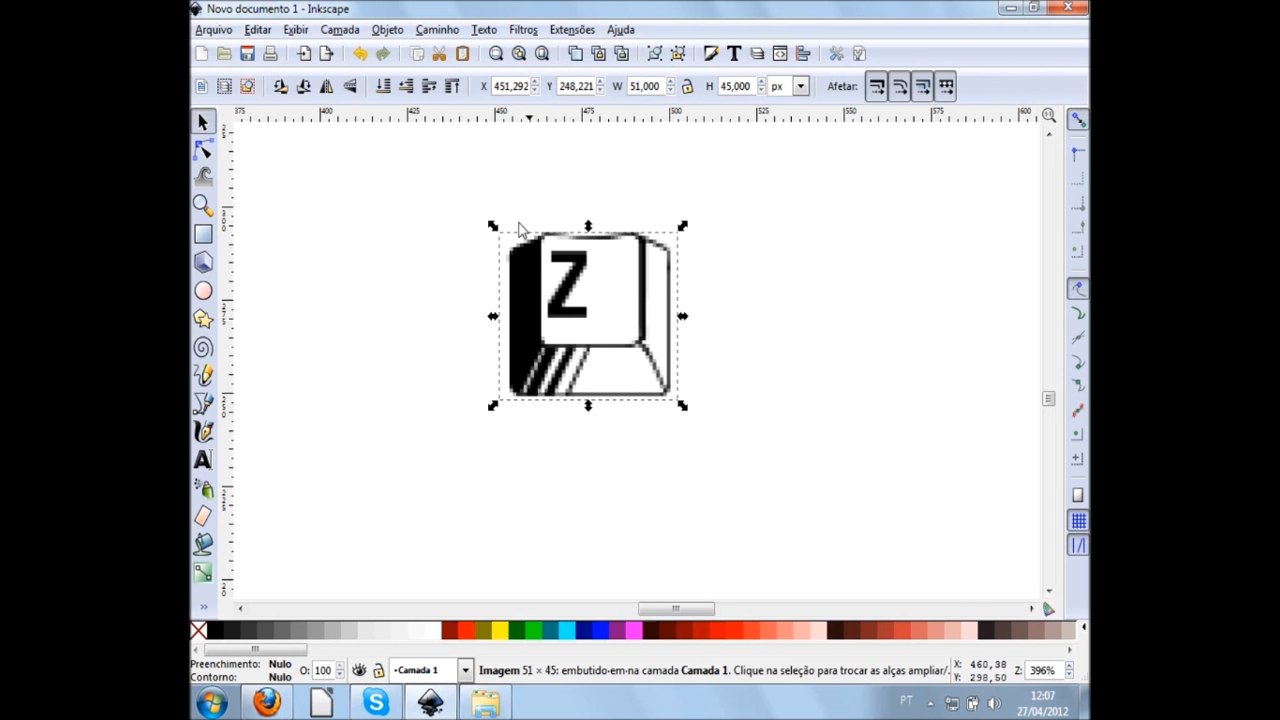 Novo documento 1 - Inkscape
Arquivo Editar Exibir Camada Objeto Caminho Texto Filtros Extensões Ajuda
X 451,292 Y 248,221 W 51,000 H 45,000 px Afetar:
375 400 425 450 475 500 525 550 575 600
Z
Preenchimento: Nulo
Contorno: Nulo
O: 100
•Camada 1
Imagem 51 × 45: embutido-em-na camada Camada 1. Clique na seleção para trocar as alças ampliar/.
X: 460,38
Y: 298,50
Z: 396%
PT
12:07
27/04/2012